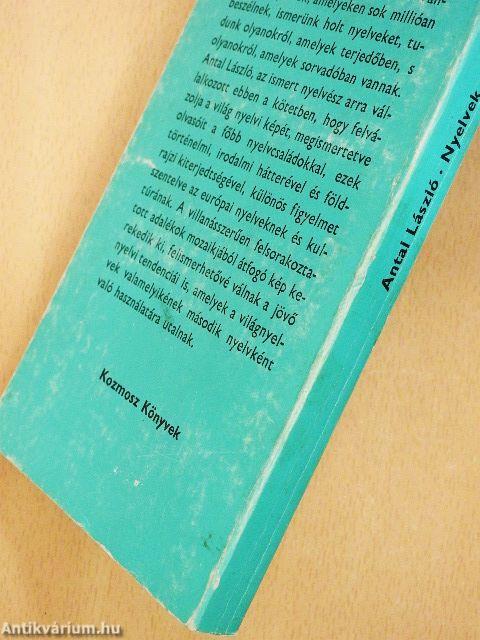 amelyeken sok millióan
beszélnek, ismerünk holt nyelveket, tu-
dunk olyanokról, amelyek terjedőben, s
olyanokról, amelyek sorvadóban vannak.
Antal László, az ismert nyelvész arra vál-
lalkozott ebben a kötetben, hogy felvá-
zolja a világ nyelvi képét, megismertetve
olvasóit a főbb nyelvcsaládokkal, ezek
történelmi, irodalmi hátterével és föld-
rajzi kiterjedtségével, különös figyelmet
szentelve az európai nyelveknek és kul-
túrának. A villanásszerűen felsorakozta-
tott adalékok mozaikjából átfogó kép ke-
rekedik ki, felismerhetővé válnak a jövő
nyelvi tendenciái is, amelyek a világnyel-
vek valamelyikének második nyelvként
való használatára utalnak.
Kozmosz Könyvek
Antal László · Nyelvek
Antikvárium.hu